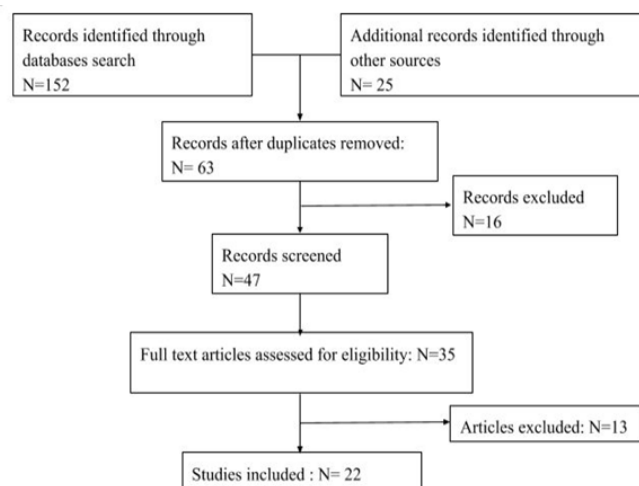 Records identified through
databases search
N=152
Additional records identified through
other sources
N= 25
Records after duplicates removed:
N= 63
Records excluded
N=16
Records screened
N=47
Full text articles assessed for eligibility: N=35
Articles excluded: N=13
Studies included : N= 22